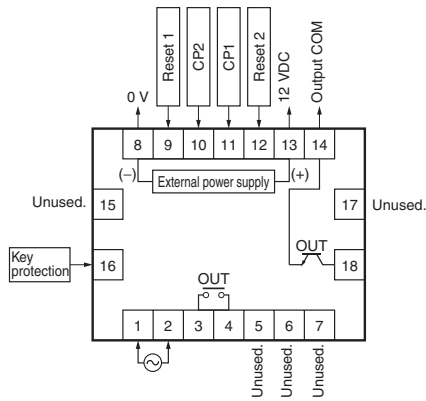 0 V
Reset 1
CP2
CP1
Reset 2
12 VDC
Output COM
8 9 10 11 12 13 14
(−) External power supply (+)
Unused. 15
17 Unused.
Key
protection
16
OUT
18
OUT
1 2 3 4 5 6 7
Unused.
Unused.
Unused.